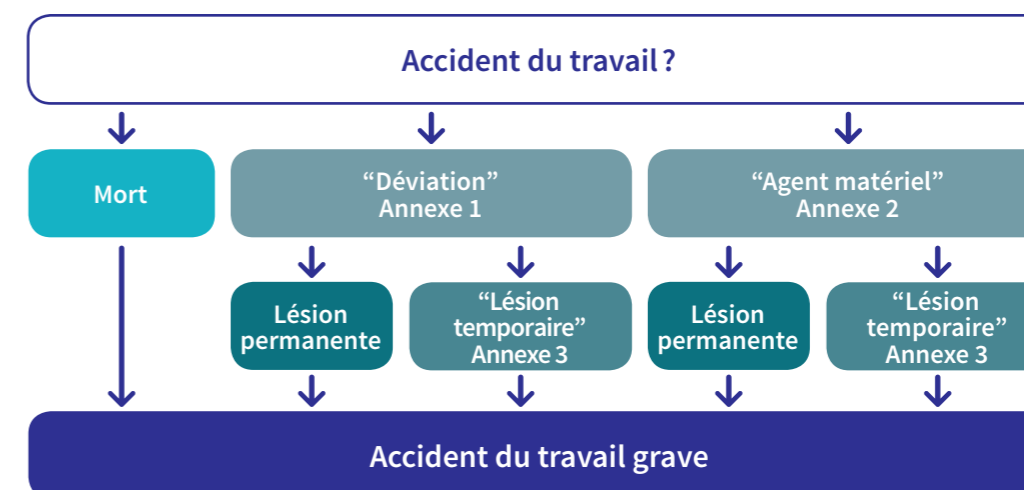 Accident du travail ?
Mort
“Déviation”
Annexe 1
“Agent matériel”
Annexe 2
Lésion
permanente
“Lésion
temporaire”
Annexe 3
Lésion
permanente
“Lésion
temporaire”
Annexe 3
Accident du travail grave